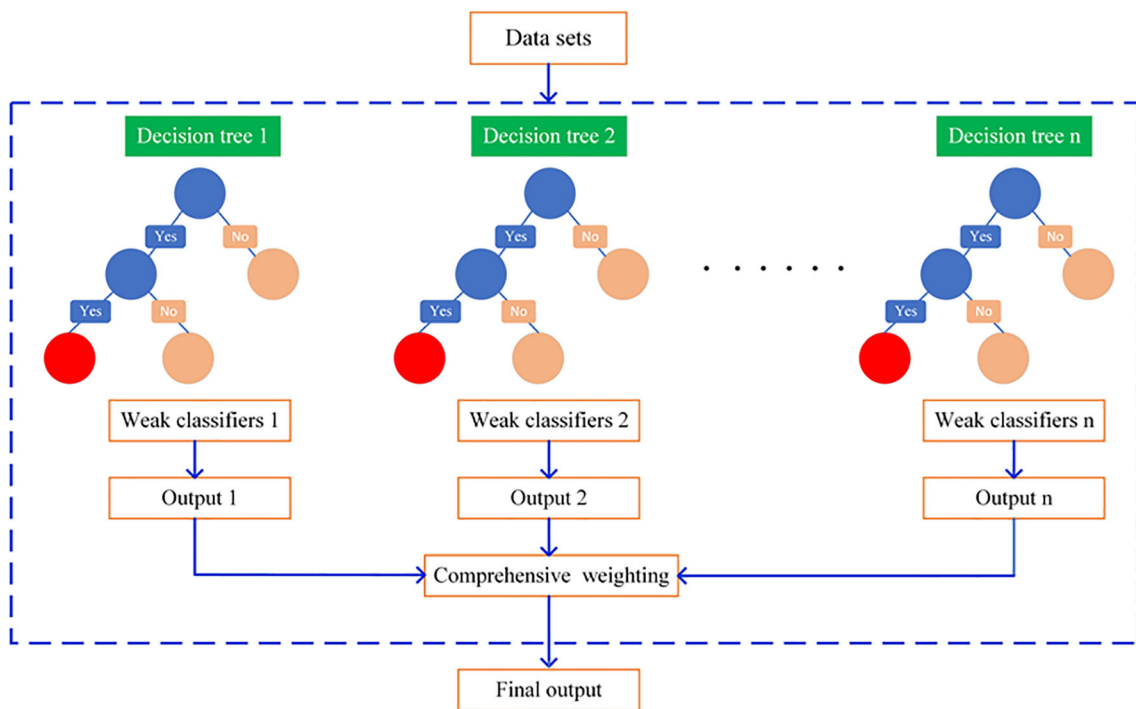 Data sets
Decision tree 1
Decision tree 2
Decision tree n
Yes
No
Yes
No
Yes
No
Yes
No
Yes
No
Yes
No
. . . . . .
Weak classifiers 1
Weak classifiers 2
Weak classifiers n
Output 1
Output 2
Output n
Comprehensive weighting
Final output